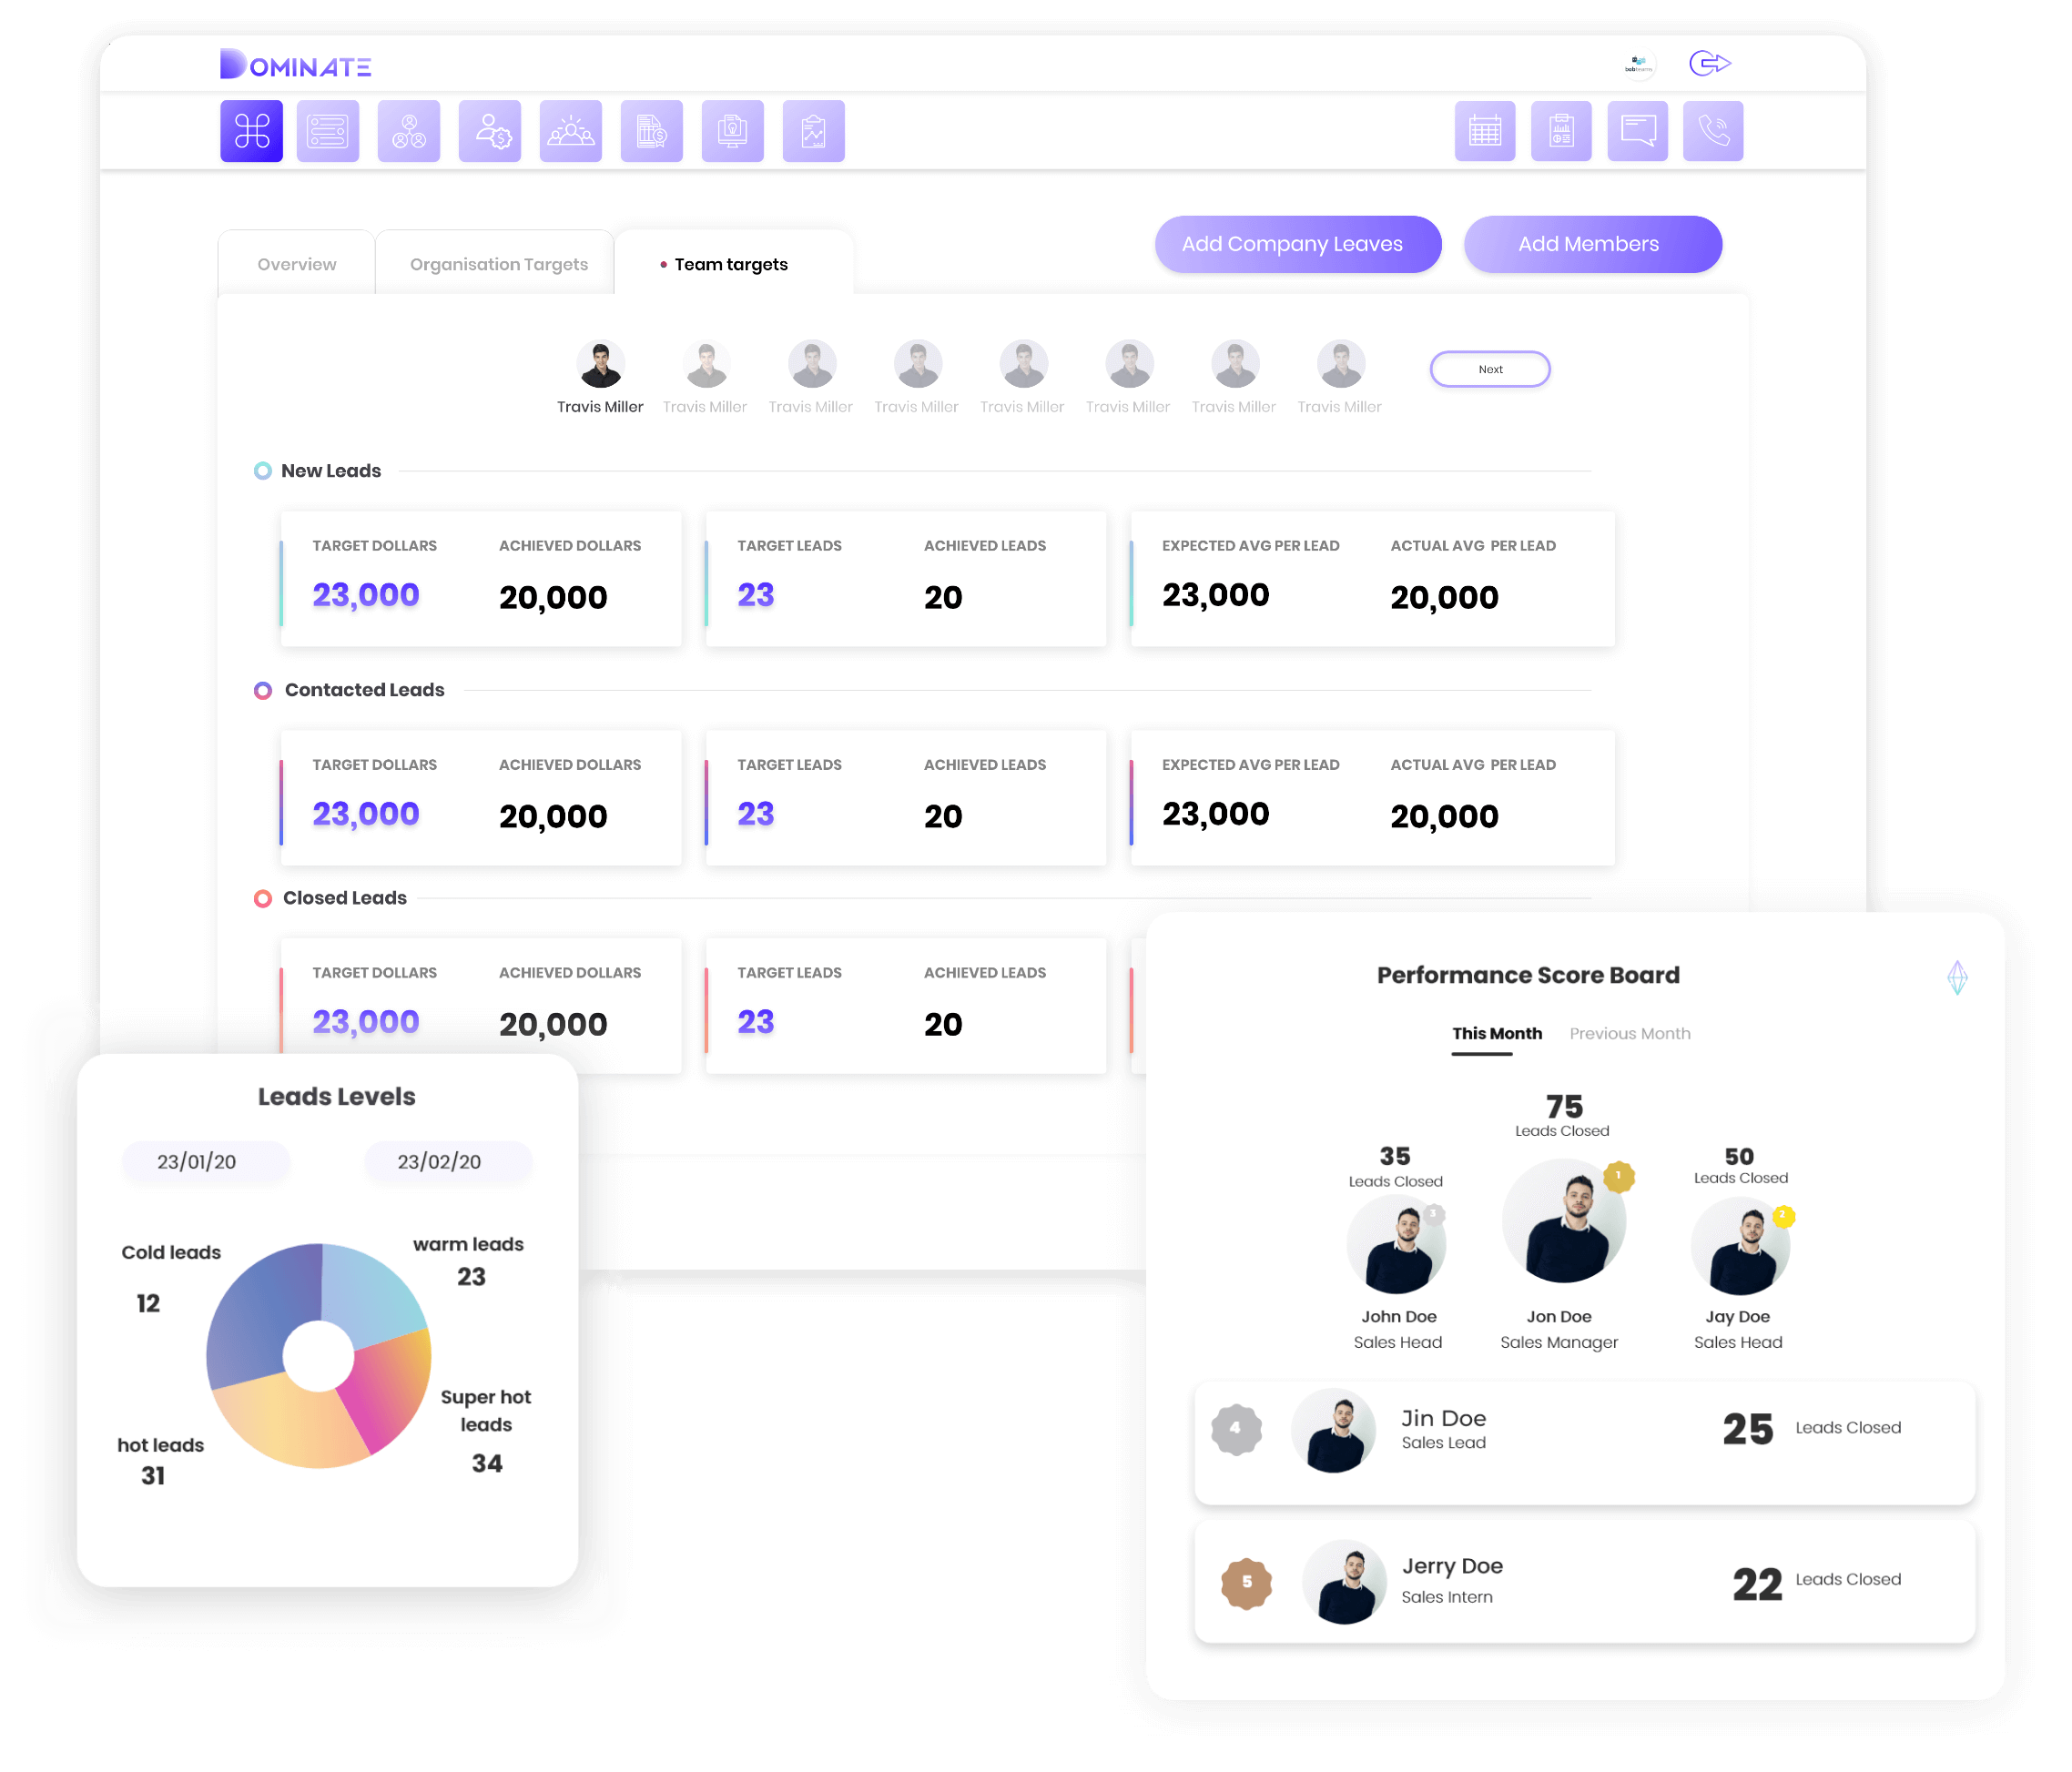 DOMINATE
bobteams
Overview
Organisation Targets
• Team targets
Add Company Leaves
Add Members
Travis Miller
Travis Miller
Travis Miller
Travis Miller
Travis Miller
Travis Miller
Travis Miller
Travis Miller
Next
New Leads
TARGET DOLLARS ACHIEVED DOLLARS
23,000 20,000
TARGET LEADS ACHIEVED LEADS
23 20
EXPECTED AVG PER LEAD ACTUAL AVG PER LEAD
23,000 20,000
Contacted Leads
TARGET DOLLARS ACHIEVED DOLLARS
23,000 20,000
TARGET LEADS ACHIEVED LEADS
23 20
EXPECTED AVG PER LEAD ACTUAL AVG PER LEAD
23,000 20,000
Closed Leads
TARGET DOLLARS ACHIEVED DOLLARS
23,000 20,000
TARGET LEADS ACHIEVED LEADS
23 20
Leads Levels
23/01/20 23/02/20
Cold leads
12
warm leads
23
hot leads
31
Super hot
leads
34
Performance Score Board
This Month Previous Month
75
Leads Closed
1
Jon Doe
Sales Manager
35
Leads Closed
3
John Doe
Sales Head
50
Leads Closed
2
Jay Doe
Sales Head
4
Jin Doe
Sales Lead
25 Leads Closed
5
Jerry Doe
Sales Intern
22 Leads Closed